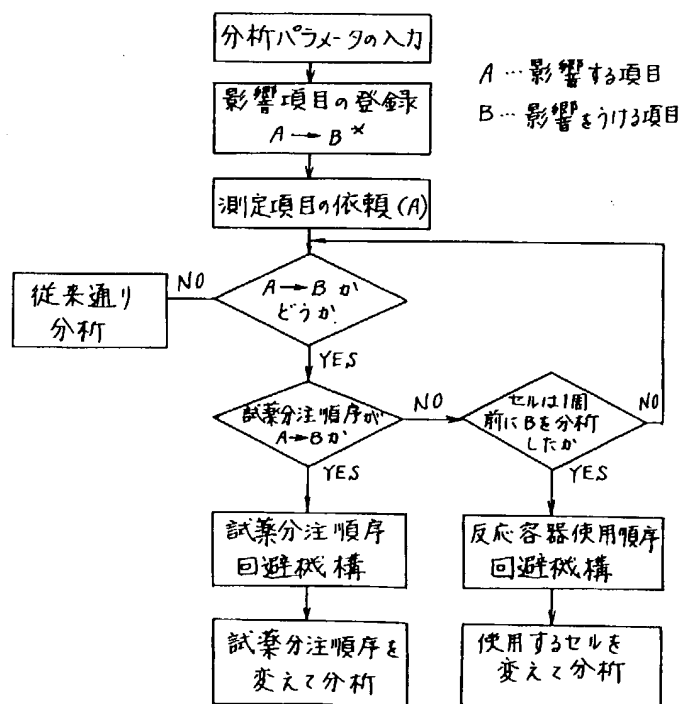 分析パラメータの入力
影響項目の登録
A → B *
A … 影響する項目
B … 影響をうける項目
測定項目の依頼 (A)
A → B か
どうか
NO
従来通り
分析
YES
試薬分注順序が
A→Bか
NO
セルは1周
前にBを分析
したか
NO
YES
YES
試薬分注順序
回避機構
反応容器使用順序
回避機構
試薬分注順序を
変えて分析
使用するセルを
変えて分析